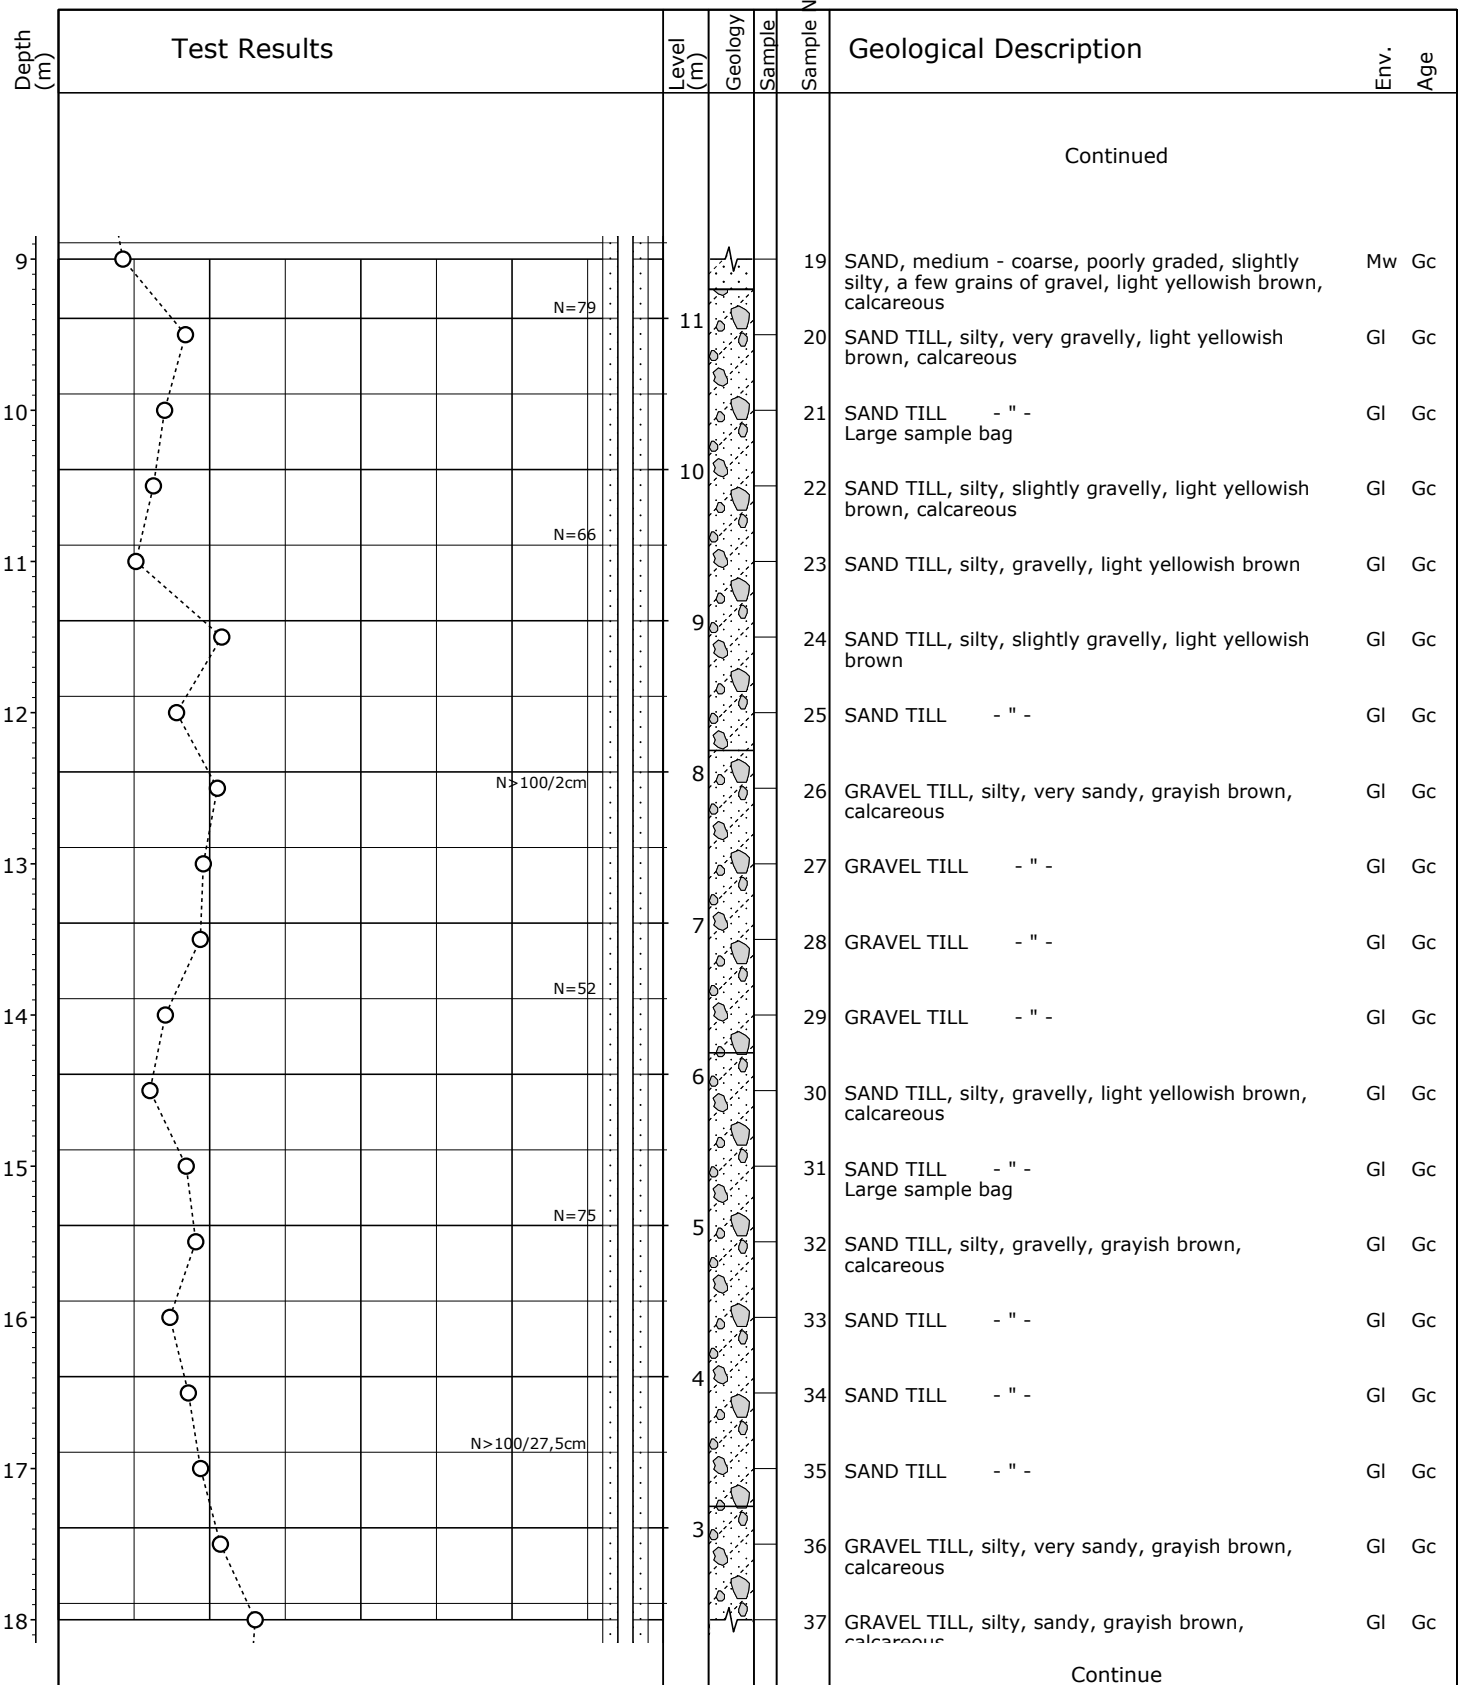 Depth (m)
Test Results
Level (m)
Geology
Sample
Sample N
Geological Description
Env.
Age
Continued
9
19 SAND, medium - coarse, poorly graded, slightly Mw Gc
silty, a few grains of gravel, light yellowish brown,
calcareous
N=79
11
20 SAND TILL, silty, very gravelly, light yellowish Gl Gc
brown, calcareous
10
21 SAND TILL - " - Gl Gc
Large sample bag
10
22 SAND TILL, silty, slightly gravelly, light yellowish Gl Gc
brown, calcareous
N=66
11
23 SAND TILL, silty, gravelly, light yellowish brown Gl Gc
9
24 SAND TILL, silty, slightly gravelly, light yellowish Gl Gc
brown
12
25 SAND TILL - " - Gl Gc
8
N>100/2cm
26 GRAVEL TILL, silty, very sandy, grayish brown, Gl Gc
calcareous
13
27 GRAVEL TILL - " - Gl Gc
7
28 GRAVEL TILL - " - Gl Gc
N=52
14
29 GRAVEL TILL - " - Gl Gc
6
30 SAND TILL, silty, gravelly, light yellowish brown, Gl Gc
calcareous
15
31 SAND TILL - " - Gl Gc
Large sample bag
N=75
5
32 SAND TILL, silty, gravelly, grayish brown, Gl Gc
calcareous
16
33 SAND TILL - " - Gl Gc
4
34 SAND TILL - " - Gl Gc
N>100/27,5cm
17
35 SAND TILL - " - Gl Gc
3
36 GRAVEL TILL, silty, very sandy, grayish brown, Gl Gc
calcareous
18
37 GRAVEL TILL, silty, sandy, grayish brown, Gl Gc
calcareous
Continue